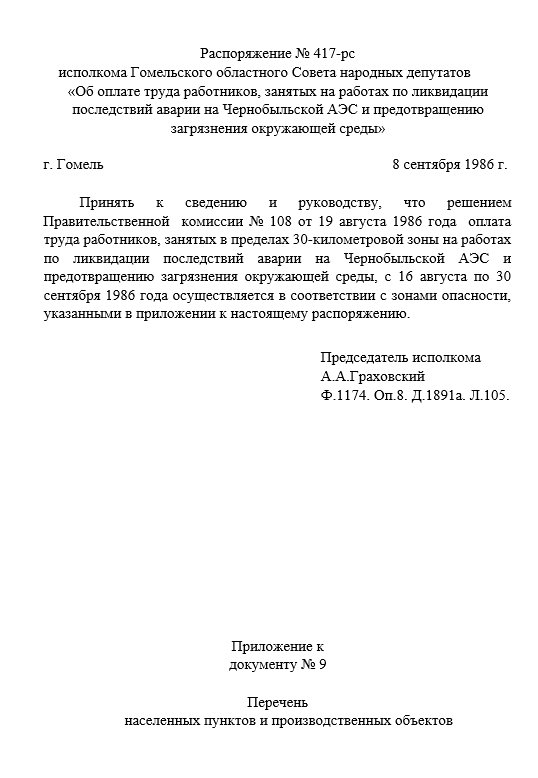 Распоряжение № 417-рс
исполкома Гомельского областного Совета народных депутатов
«Об оплате труда работников, занятых на работах по ликвидации
последствий аварии на Чернобыльской АЭС и предотвращению
загрязнения окружающей среды»
г. Гомель 8 сентября 1986 г.
Принять к сведению и руководству, что решением
Правительственной комиссии № 108 от 19 августа 1986 года оплата
труда работников, занятых в пределах 30-километровой зоны на работах
по ликвидации последствий аварии на Чернобыльской АЭС и
предотвращению загрязнения окружающей среды, с 16 августа по 30
сентября 1986 года осуществляется в соответствии с зонами опасности,
указанными в приложении к настоящему распоряжению.
Председатель исполкома
А.А.Граховский
Ф.1174. Оп.8. Д.1891а. Л.105.
Приложение к
документу № 9
Перечень
населенных пунктов и производственных объектов